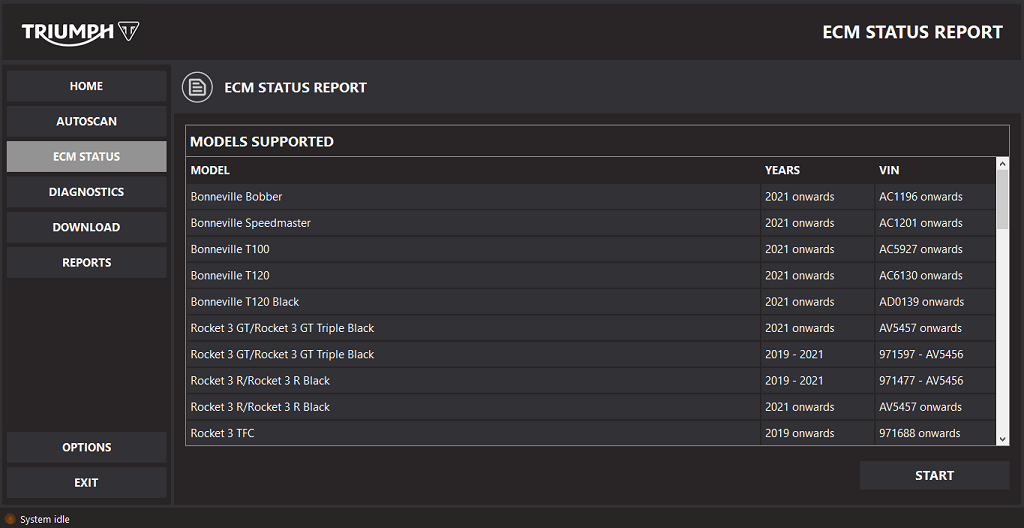 TRIUMPH
ECM STATUS REPORT
HOME
AUTOSCAN
ECM STATUS
DIAGNOSTICS
DOWNLOAD
REPORTS
OPTIONS
EXIT
ECM STATUS REPORT
MODELS SUPPORTED
MODEL YEARS VIN
Bonneville Bobber 2021 onwards AC1196 onwards
Bonneville Speedmaster 2021 onwards AC1201 onwards
Bonneville T100 2021 onwards AC5927 onwards
Bonneville T120 2021 onwards AC6130 onwards
Bonneville T120 Black 2021 onwards AD0139 onwards
Rocket 3 GT/Rocket 3 GT Triple Black 2021 onwards AV5457 onwards
Rocket 3 GT/Rocket 3 GT Triple Black 2019 - 2021 971597 - AV5456
Rocket 3 R/Rocket 3 R Black 2019 - 2021 971477 - AV5456
Rocket 3 R/Rocket 3 R Black 2021 onwards AV5457 onwards
Rocket 3 TFC 2019 onwards 971688 onwards
START
System idle